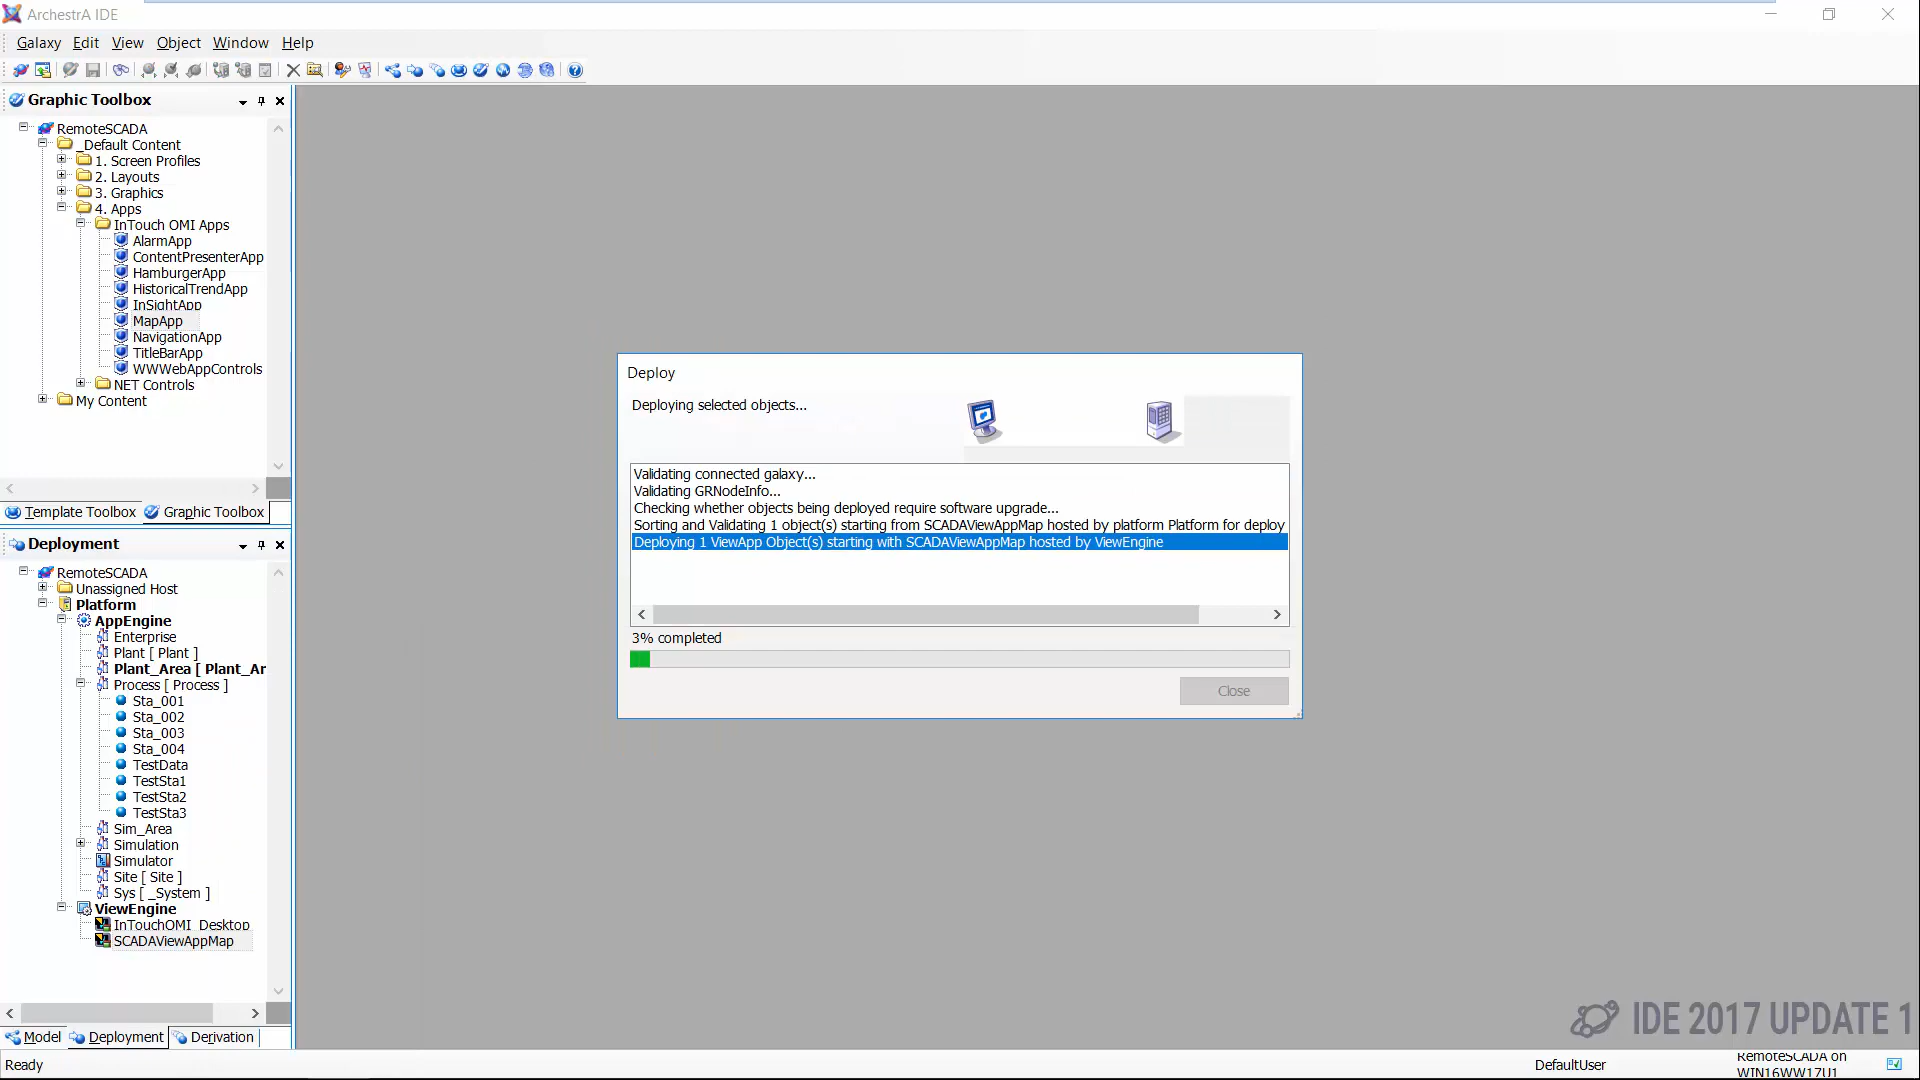 ArchestrA IDE
Galaxy Edit View Object Window Help
Graphic Toolbox
RemoteSCADA
_Default Content
1. Screen Profiles
2. Layouts
3. Graphics
4. Apps
InTouch OMI Apps
AlarmApp
ContentPresenterApp
HamburgerApp
HistoricalTrendApp
InSightApp
MapApp
NavigationApp
TitleBarApp
WWWebAppControls
NET Controls
My Content
Template Toolbox Graphic Toolbox
Deployment
RemoteSCADA
Unassigned Host
Platform
AppEngine
Enterprise
Plant [ Plant ]
Plant_Area [ Plant_Ar
Process [ Process ]
Sta_001
Sta_002
Sta_003
Sta_004
TestData
TestSta1
TestSta2
TestSta3
Sim_Area
Simulation
Simulator
Site [ Site ]
Sys [ _System ]
ViewEngine
InTouchOMI_Desktop
SCADAViewAppMap
Model Deployment Derivation
Deploy
Deploying selected objects...
Validating connected galaxy...
Validating GRNodeInfo...
Checking whether objects being deployed require software upgrade...
Sorting and Validating 1 object(s) starting from SCADAViewAppMap hosted by platform Platform for deploy
Deploying 1 ViewApp Object(s) starting with SCADAViewAppMap hosted by ViewEngine
3% completed
Close
IDE 2017 UPDATE 1
Ready
DefaultUser
RemoteSCADA on
WIN16WW17U1